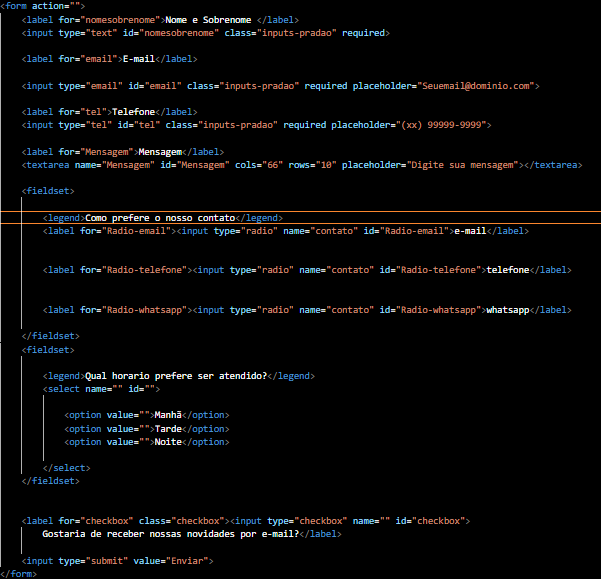 <form action="">
<label for="nomesobrenome">Nome e Sobrenome </label>
<input type="text" id="nomesobrenome" class="inputs-pradao" required>
<label for="email">E-mail</label>
<input type="email" id="email" class="inputs-pradao" required placeholder="Seuemail@dominio.com">
<label for="tel">Telefone</label>
<input type="tel" id="tel" class="inputs-pradao" required placeholder="(xx) 99999-9999">
<label for="Mensagem">Mensagem</label>
<textarea name="Mensagem" id="Mensagem" cols="66" rows="10" placeholder="Digite sua mensagem"></textarea>
<fieldset>
<legend>Como prefere o nosso contato</legend>
<label for="Radio-email"><input type="radio" name="contato" id="Radio-email">e-mail</label>
<label for="Radio-telefone"><input type="radio" name="contato" id="Radio-telefone">telefone</label>
<label for="Radio-whatsapp"><input type="radio" name="contato" id="Radio-whatsapp">whatsapp</label>
</fieldset>
<fieldset>
<legend>Qual horario prefere ser atendido?</legend>
<select name="" id="">
<option value="">Manhã</option>
<option value="">Tarde</option>
<option value="">Noite</option>
</select>
</fieldset>
<label for="checkbox" class="checkbox"><input type="checkbox" name="" id="checkbox">
Gostaria de receber nossas novidades por e-mail?</label>
<input type="submit" value="Enviar">
</form>